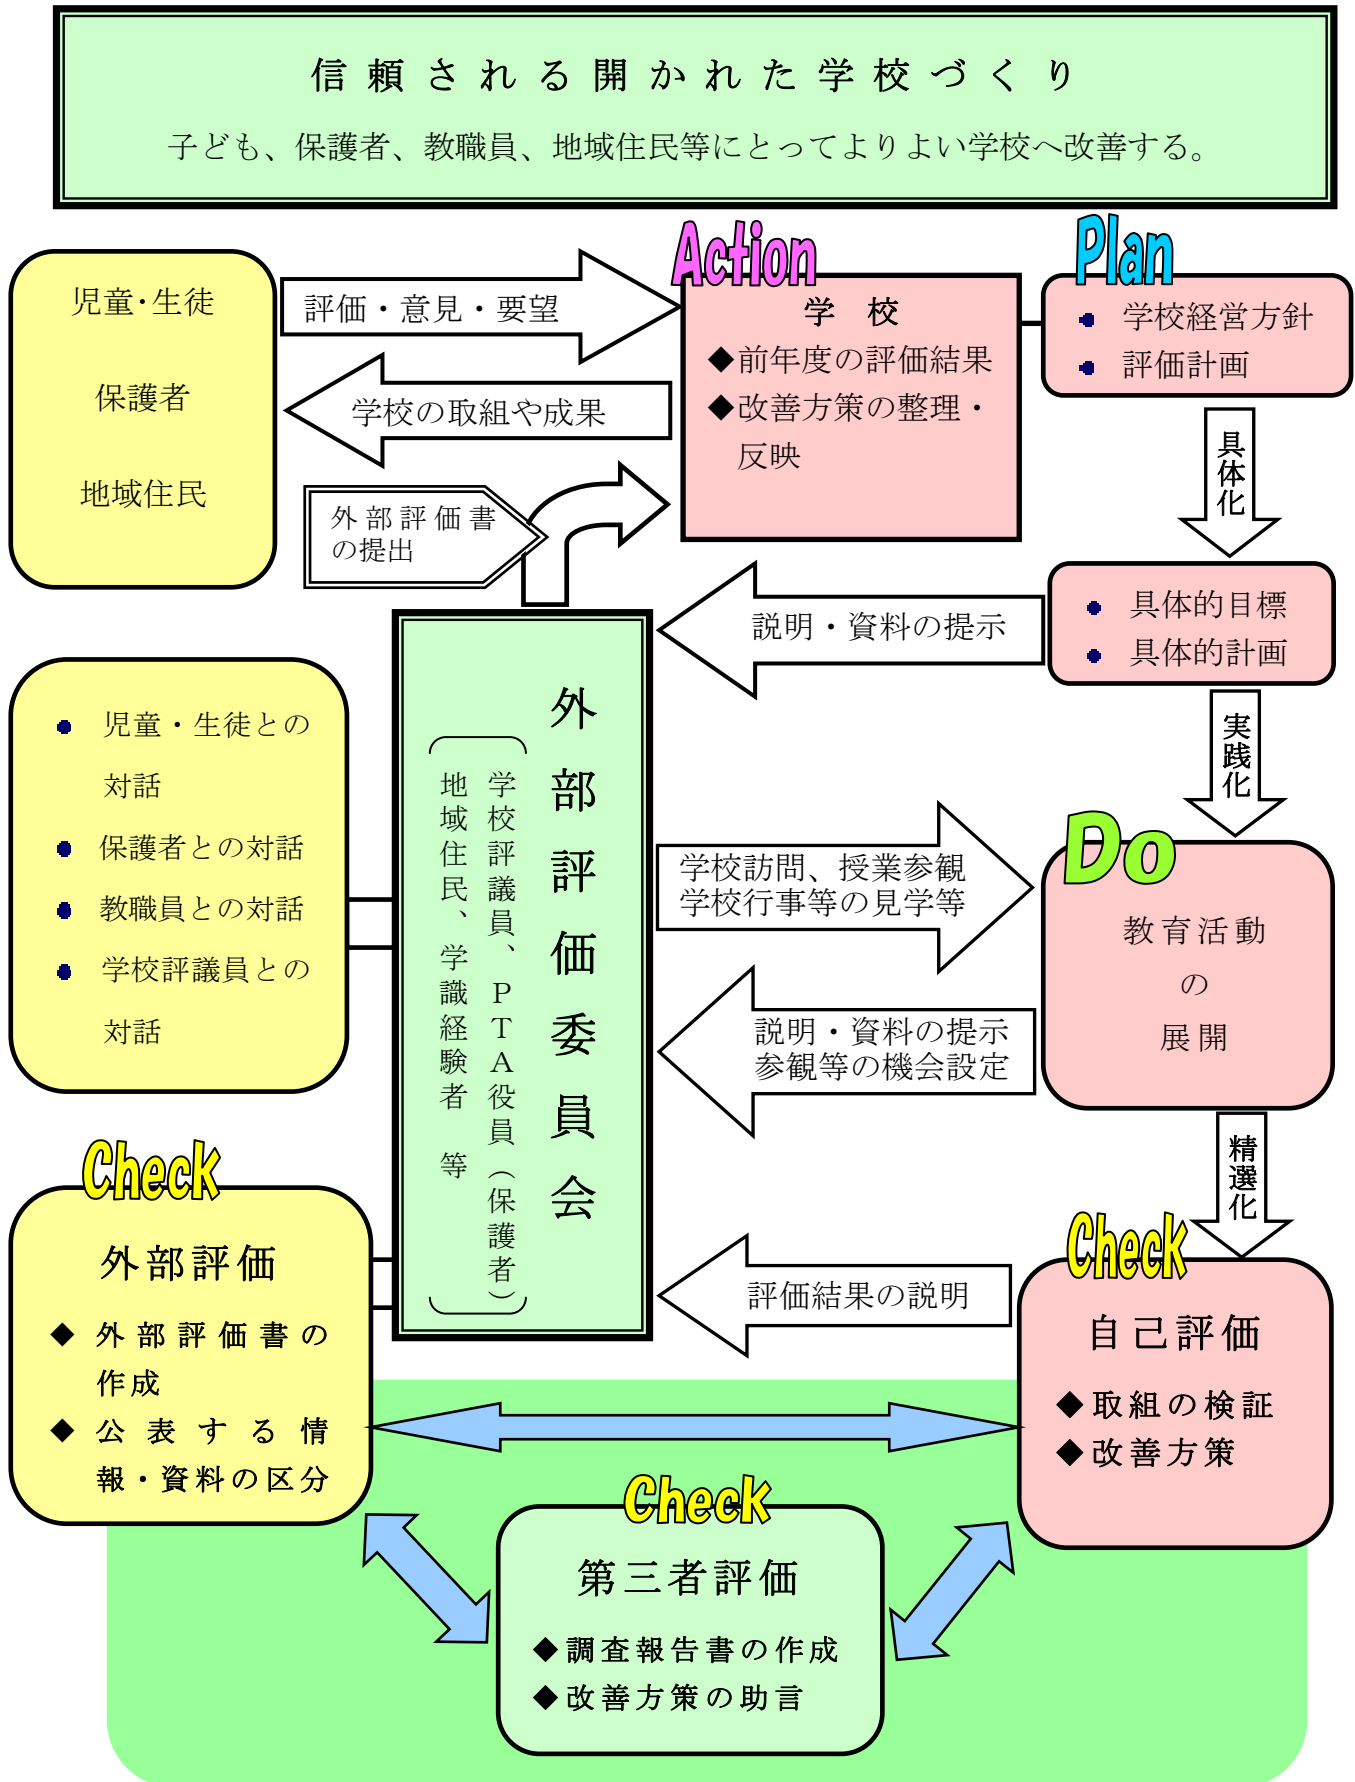 信頼される開かれた学校づくり
子ども、保護者、教職員、地域住民等にとってよりよい学校へ改善する。
児童・生徒
保護者
地域住民
評価・意見・要望
学校の取組や成果
外部評価書
の提出
Action
学 校
◆前年度の評価結果
◆改善方策の整理・
反映
Plan
● 学校経営方針
● 評価計画
具体化
● 具体的目標
● 具体的計画
説明・資料の提示
実践化
● 児童・生徒との
対話
● 保護者との対話
● 教職員との対話
● 学校評議員との
対話
外部評価委員会
学校評議員、PTA役員(保護者)
地域住民、学識経験者 等
学校訪問、授業参観
学校行事等の見学等
説明・資料の提示
参観等の機会設定
Do
教育活動
の
展開
精選化
Check
外部評価
◆ 外部評価書の
作成
◆ 公表する情
報・資料の区分
評価結果の説明
Check
自己評価
◆取組の検証
◆改善方策
Check
第三者評価
◆調査報告書の作成
◆改善方策の助言